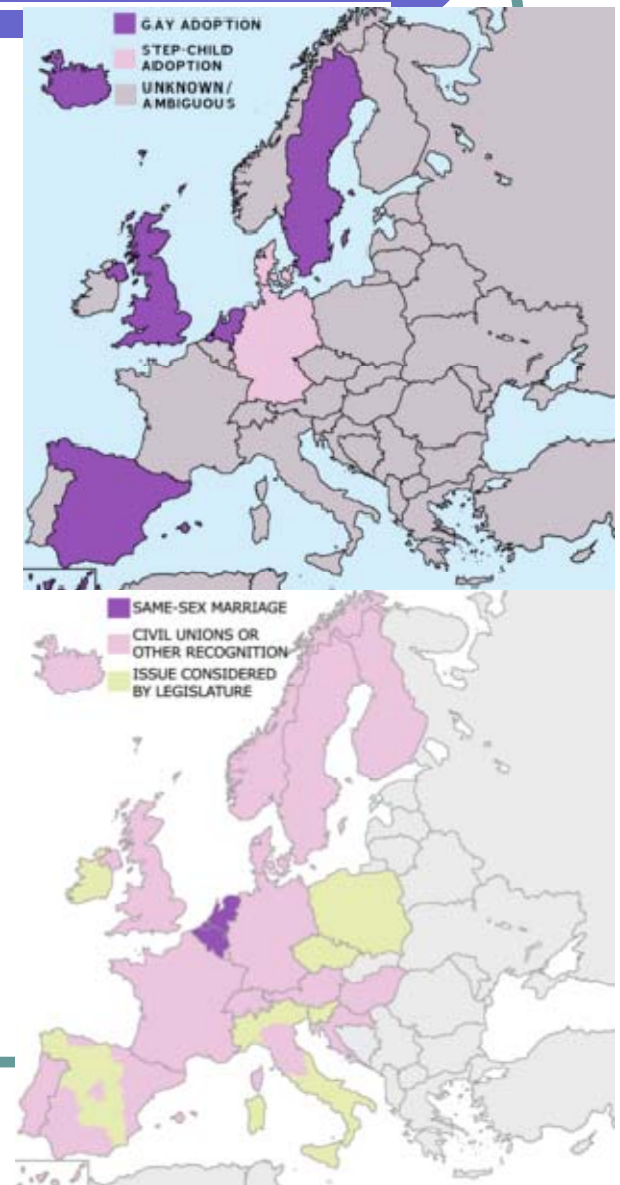 GAY ADOPTION
STEP-CHILD
ADOPTION
UNKNOWN/
AMBIGUOUS
SAME-SEX MARRIAGE
CIVIL UNIONS OR
OTHER RECOGNITION
ISSUE CONSIDERED
BY LEGISLATURE